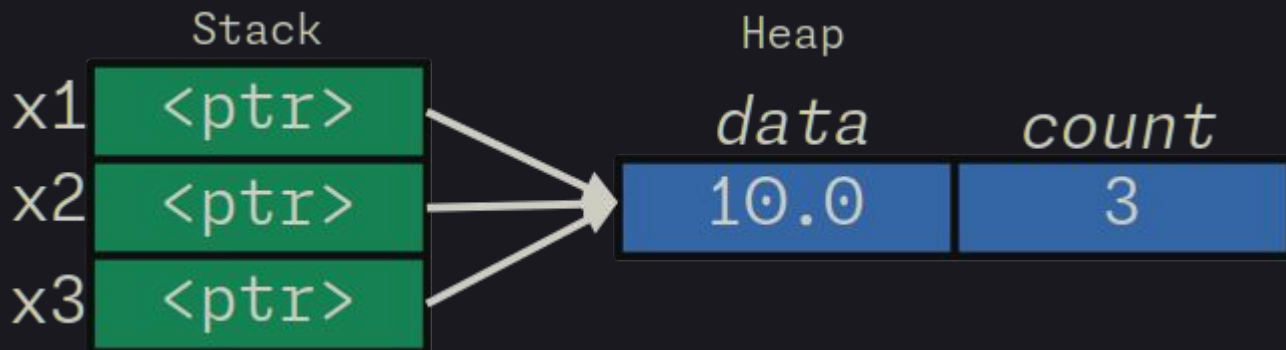 Stack
Heap
data count
x1 <ptr>
x2 <ptr> 10.0 3
x3 <ptr>